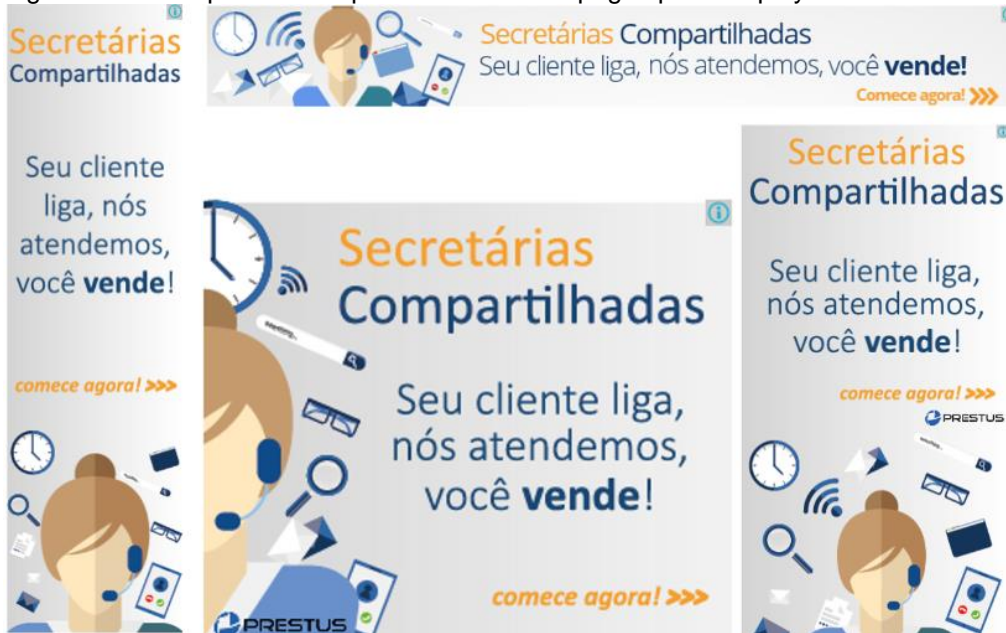 Secretárias
Compartilhadas
Seu cliente
liga, nós
atendemos,
você vende!
comece agora! >>>
Secretárias Compartilhadas
Seu cliente liga, nós atendemos, você vende!
Comece agora!
Secretárias
Compartilhadas
Seu cliente liga,
nós atendemos,
você vende!
comece agora! >>>
PRESTUS
Secretárias
Compartilhadas
Seu cliente liga,
nós atendemos,
você vende!
comece agora! >>>
PRESTUS